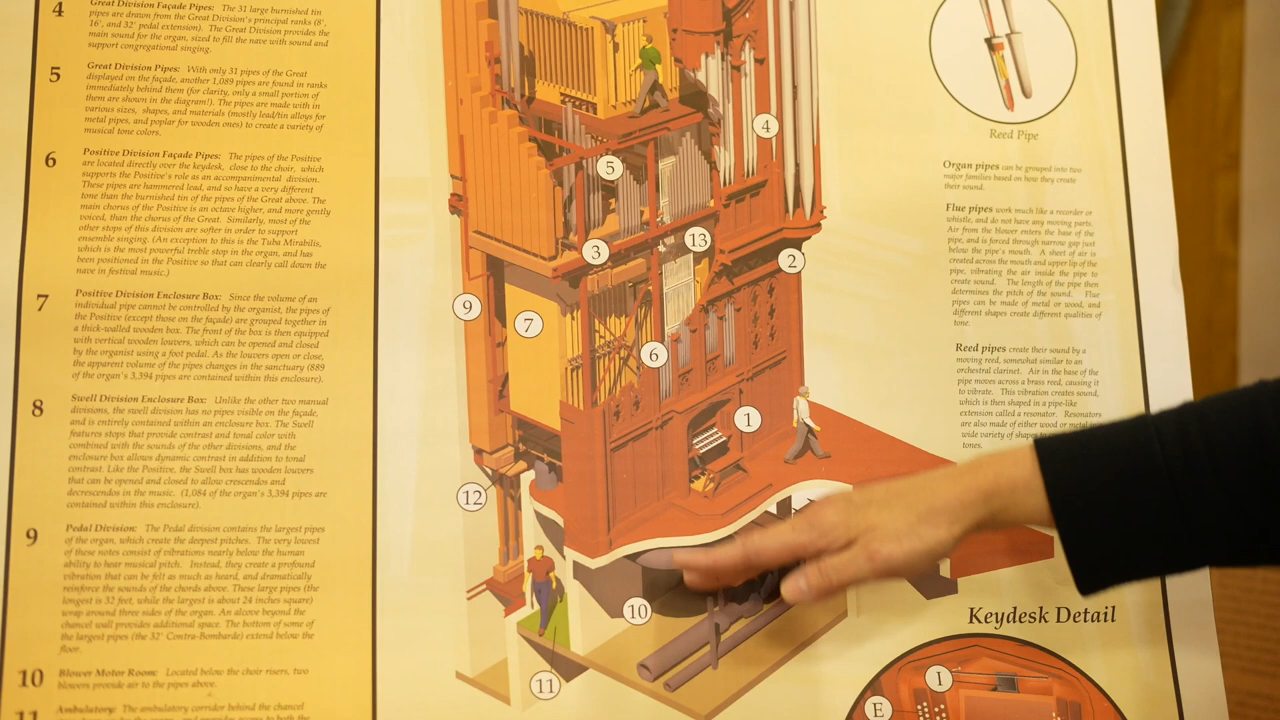 4
Great Division Façade Pipes: The 31 large burnished tin
pipes are drawn from the Great Division's principal ranks (8',
16', and 32' pedal extension). The Great Division provides the
main sound for the organ, sized to fill the nave with sound and
support congregational singing.
5
Great Division Pipes: With only 31 pipes of the Great
displayed on the façade, another 1,089 pipes are found in ranks
immediately behind them (for clarity, only a small portion of
them are shown in the diagram!). The pipes are made with in
various sizes, shapes, and materials (mostly lead/tin alloys for
metal pipes, and poplar for wooden ones) to create a variety of
musical tone colors.
6
Positive Division Façade Pipes: The pipes of the Positive
are located directly over the keydesk, close to the choir, which
supports the Positive's role as an accompanimental division.
These pipes are hammered lead, and so have a very different
tone than the burnished tin of the pipes of the Great above. The
main chorus of the Positive is an octave higher, and more gently
voiced, than the chorus of the Great. Similarly, most of the
other stops of this division are softer in order to support
ensemble singing. (An exception to this is the Tuba Mirabilis,
which is the most powerful treble stop in the organ, and has
been positioned in the Positive so that can clearly call down the
nave in festival music.)
7
Positive Division Enclosure Box: Since the volume of an
individual pipe cannot be controlled by the organist, the pipes of
the Positive (except those on the façade) are grouped together in
a thick-walled wooden box. The front of the box is then equipped
with vertical wooden louvers, which can be opened and closed
by the organist using a foot pedal. As the louvers open or close,
the apparent volume of the pipes changes in the sanctuary (889
of the organ's 3,394 pipes are contained within this enclosure).
8
Swell Division Enclosure Box: Unlike the other two manual
divisions, the swell division has no pipes visible on the façade,
and is entirely contained within an enclosure box. The Swell
features stops that provide contrast and tonal color with
combined with the sounds of the other divisions, and the
enclosure box allows dynamic contrast in addition to tonal
contrast. Like the Positive, the Swell box has wooden louvers
that can be opened and closed to allow crescendos and
decrescendos in the music. (1,084 of the organ's 3,394 pipes are
contained within this enclosure).
9
Pedal Division: The Pedal division contains the largest pipes
of the organ, which create the deepest pitches. The very lowest
of these notes consist of vibrations nearly below the human
ability to hear musical pitch. Instead, they create a profound
vibration that can be felt as much as heard, and dramatically
reinforce the sounds of the chords above. These large pipes (the
longest is 32 feet, while the largest is about 24 inches square)
wrap around three sides of the organ. An alcove beyond the
chancel wall provides additional space. The bottom of some of
the largest pipes (the 32' Contra-Bombarde) extend below the
floor.
10
Blower Motor Room: Located below the choir risers, two
blowers provide air to the pipes above.
11
Ambulatory: The ambulatory corridor behind the chancel
4
5
3
13
2
9
7
6
1
12
10
11
Reed Pipe
Organ pipes can be grouped into two
major families based on how they create
their sound.
Flue pipes work much like a recorder or
whistle, and do not have any moving parts.
Air from the blower enters the base of the
pipe, and is forced through narrow gap just
below the pipe's mouth. A sheet of air is
created across the mouth and upper lip of the
pipe, vibrating the air inside the pipe to
create sound. The length of the pipe then
determines the pitch of the sound. Flue
pipes can be made of metal or wood, and
different shapes create different qualities of
tone.
Reed pipes create their sound by a
moving reed, somewhat similar to an
orchestral clarinet. Air in the base of the
pipe moves across a brass reed, causing it
to vibrate. This vibration creates sound,
which is then shaped in a pipe-like
extension called a resonator. Resonators
are also made of either wood or metal
wide variety of shapes
tones.
Keydesk Detail
I
E